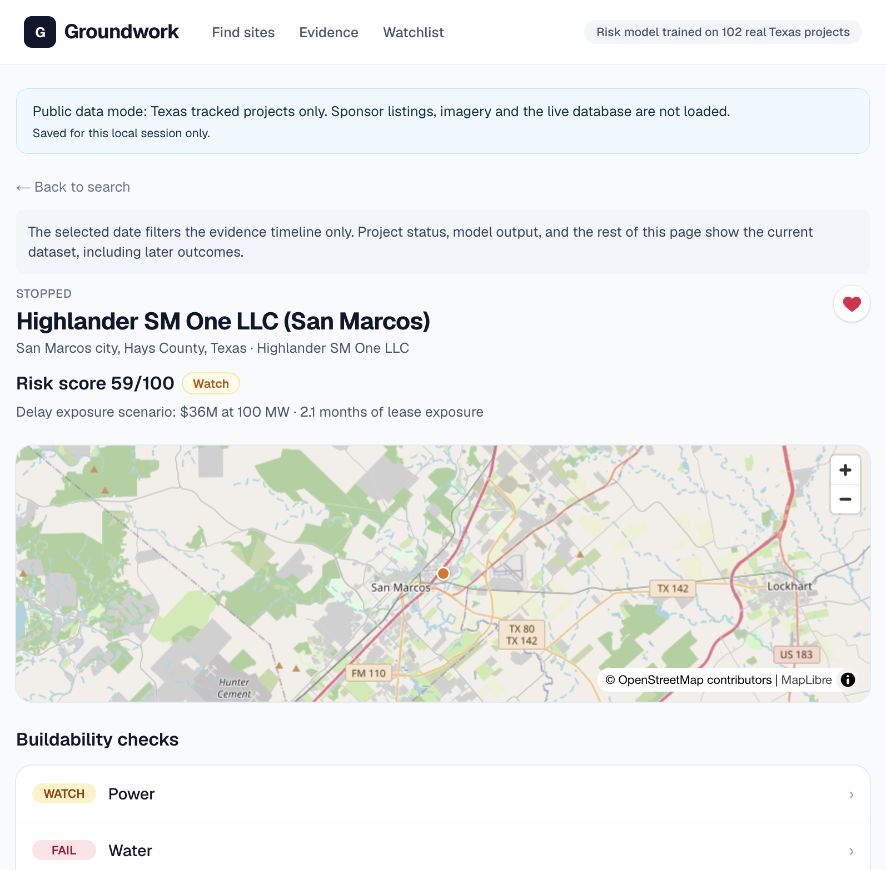 G Groundwork Find sites Evidence Watchlist Risk model trained on 102 real Texas projects
Public data mode: Texas tracked projects only. Sponsor listings, imagery and the live database are not loaded.
Saved for this local session only.
← Back to search
The selected date filters the evidence timeline only. Project status, model output, and the rest of this page show the current
dataset, including later outcomes.
STOPPED
Highlander SM One LLC (San Marcos)
San Marcos city, Hays County, Texas · Highlander SM One LLC
Risk score 59/100 Watch
Delay exposure scenario: $36M at 100 MW · 2.1 months of lease exposure
+
−
San Marcos
TX 142
Lockhart
TX 80
TX 142
US 183
FM 110
Hunter
Cement
© OpenStreetMap contributors | MapLibre
Buildability checks
WATCH Power ›
FAIL Water ›